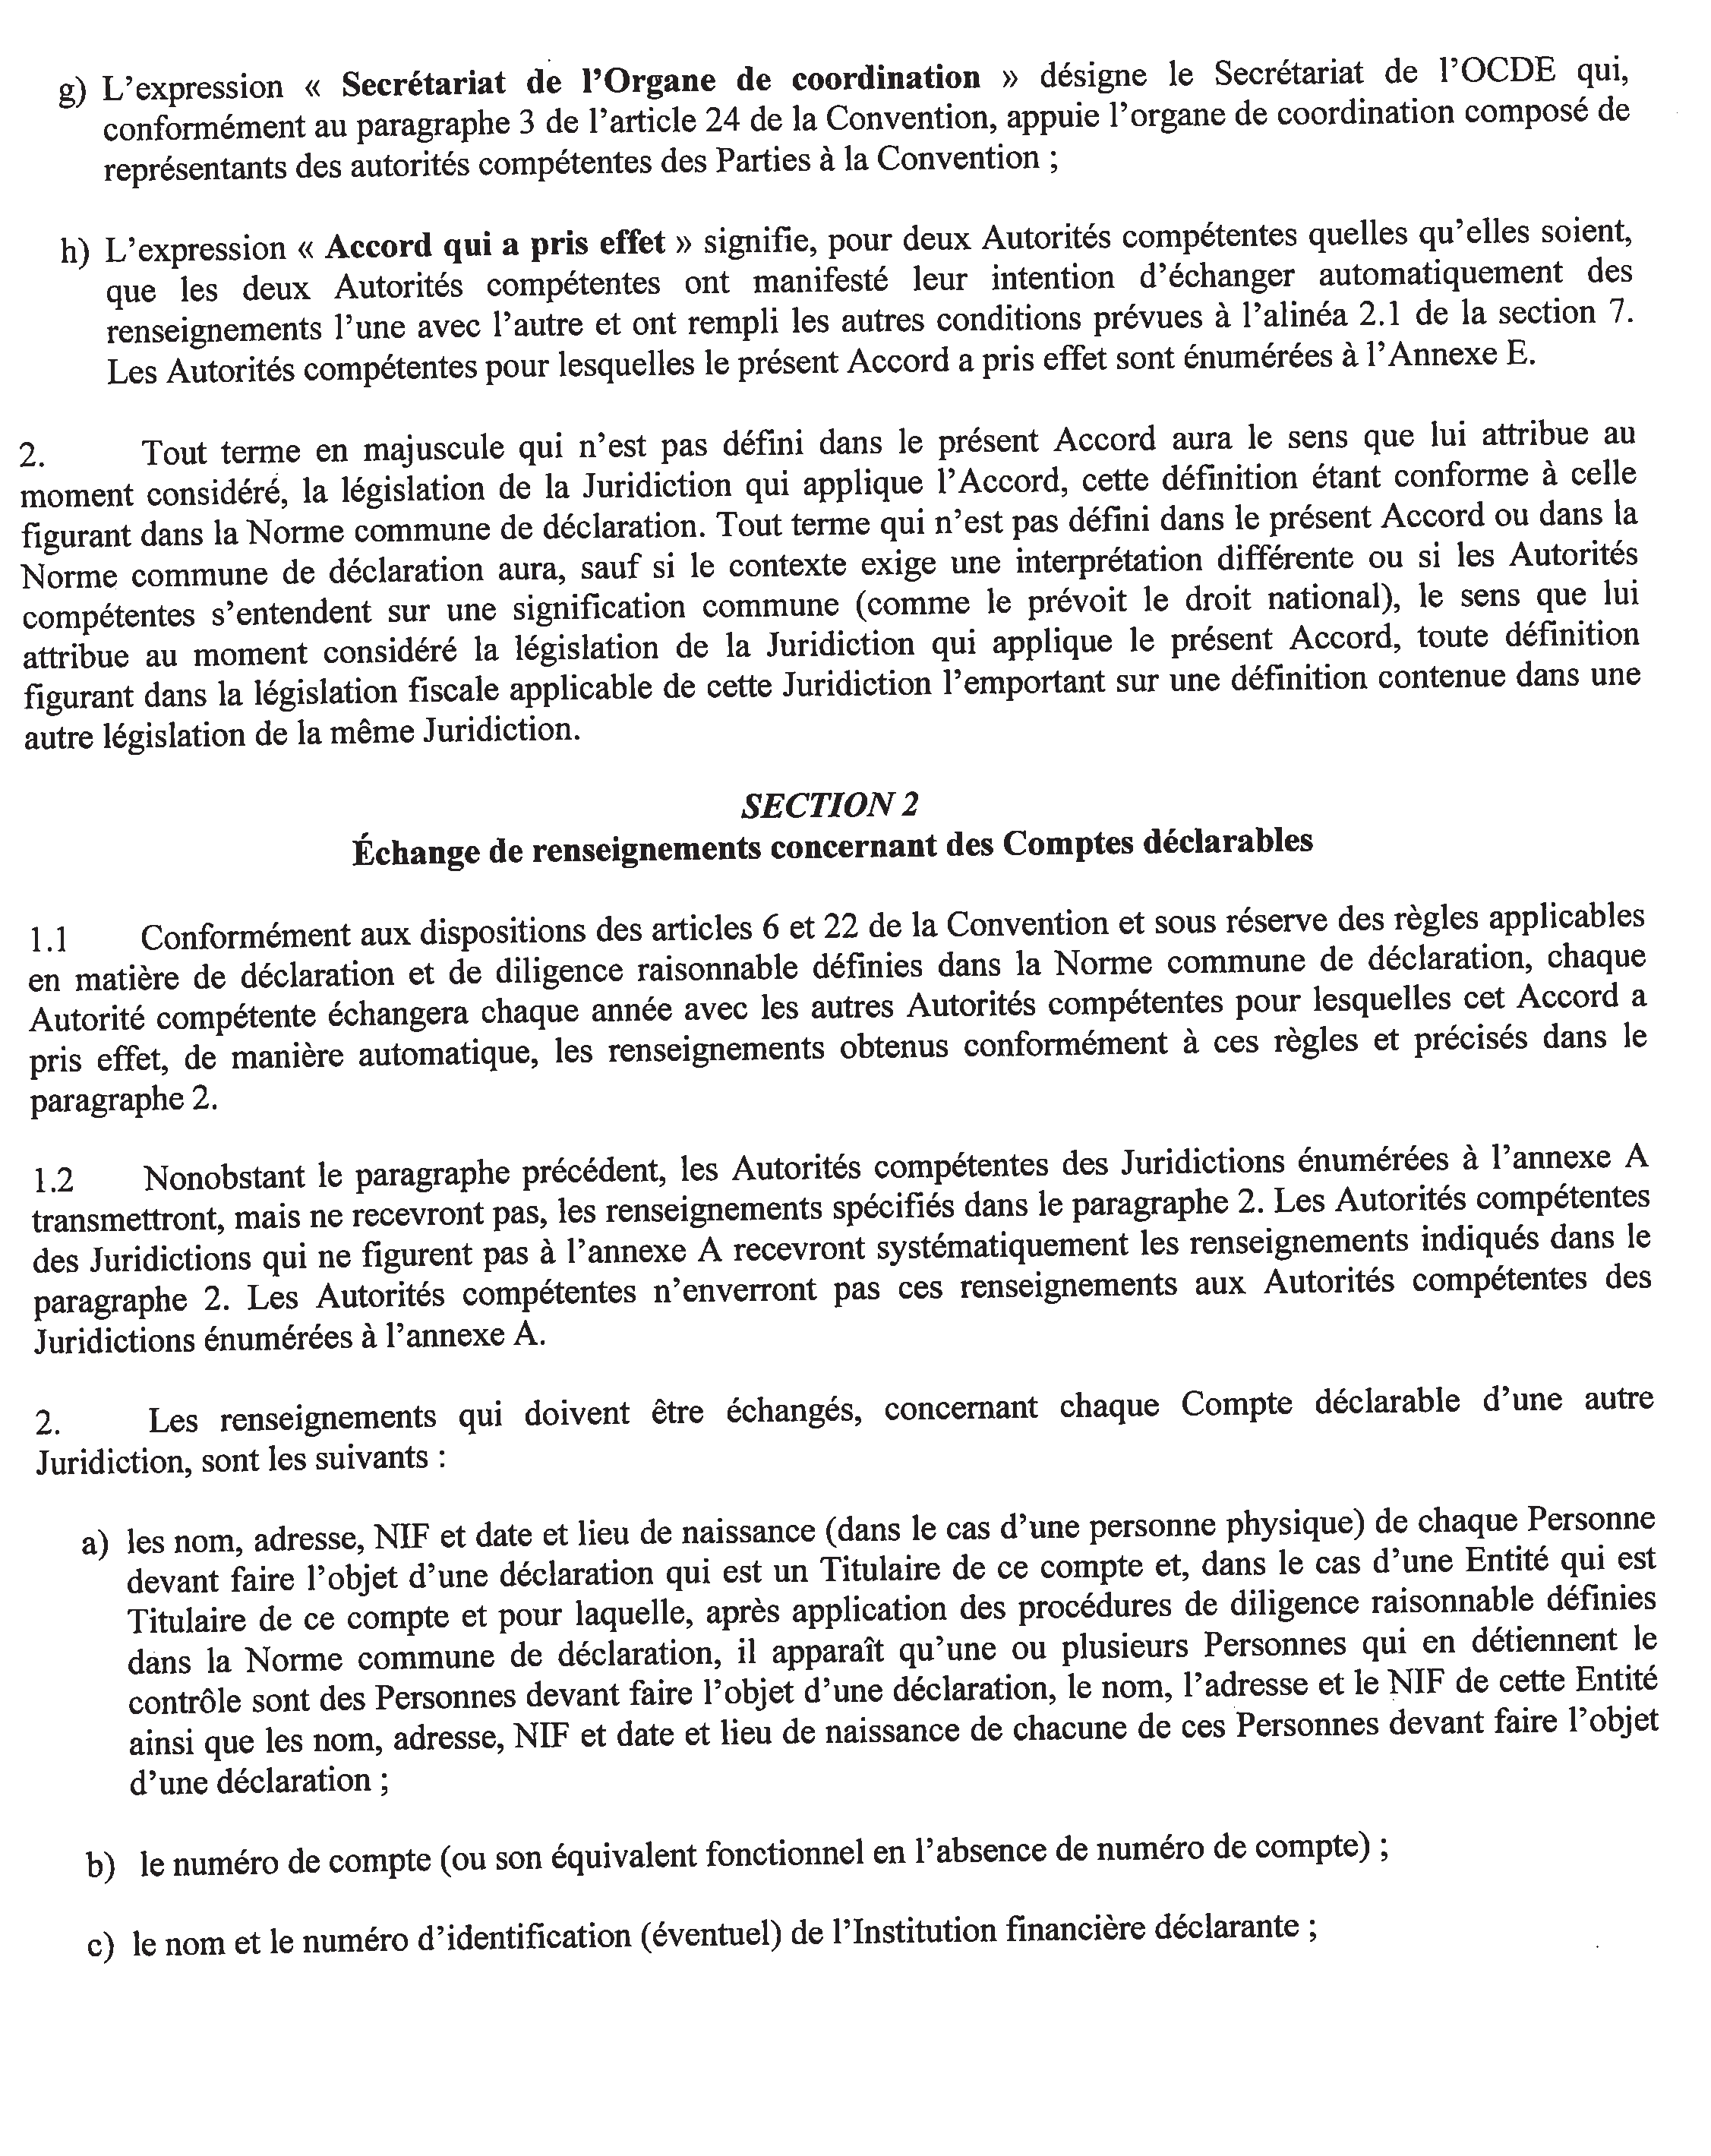 g) L'expression « Secrétariat de l'Organe de coordination » désigne le Secrétariat de l'OCDE qui,
conformément au paragraphe 3 de l'article 24 de la Convention, appuie l'organe de coordination composé de
représentants des autorités compétentes des Parties à la Convention ;
h) L'expression « Accord qui a pris effet » signifie, pour deux Autorités compétentes quelles qu'elles soient,
que les deux Autorités compétentes ont manifesté leur intention d'échanger automatiquement des
renseignements l'une avec l'autre et ont rempli les autres conditions prévues à l'alinéa 2.1 de la section 7.
Les Autorités compétentes pour lesquelles le présent Accord a pris effet sont énumérées à l'Annexe E.
2. Tout terme en majuscule qui n'est pas défini dans le présent Accord aura le sens que lui attribue au
moment considéré, la législation de la Juridiction qui applique l'Accord, cette définition étant conforme à celle
figurant dans la Norme commune de déclaration. Tout terme qui n'est pas défini dans le présent Accord ou dans la
Norme commune de déclaration aura, sauf si le contexte exige une interprétation différente ou si les Autorités
compétentes s'entendent sur une signification commune (comme le prévoit le droit national), le sens que lui
attribue au moment considéré la législation de la Juridiction qui applique le présent Accord, toute définition
figurant dans la législation fiscale applicable de cette Juridiction l'emportant sur une définition contenue dans une
autre législation de la même Juridiction.
SECTION 2
Échange de renseignements concernant des Comptes déclarables
1.1 Conformément aux dispositions des articles 6 et 22 de la Convention et sous réserve des règles applicables
en matière de déclaration et de diligence raisonnable définies dans la Norme commune de déclaration, chaque
Autorité compétente échangera chaque année avec les autres Autorités compétentes pour lesquelles cet Accord a
pris effet, de manière automatique, les renseignements obtenus conformément à ces règles et précisés dans le
paragraphe 2.
1.2 Nonobstant le paragraphe précédent, les Autorités compétentes des Juridictions énumérées à l'annexe A
transmettront, mais ne recevront pas, les renseignements spécifiés dans le paragraphe 2. Les Autorités compétentes
des Juridictions qui ne figurent pas à l'annexe A recevront systématiquement les renseignements indiqués dans le
paragraphe 2. Les Autorités compétentes n'enverront pas ces renseignements aux Autorités compétentes des
Juridictions énumérées à l'annexe A.
2. Les renseignements qui doivent être échangés, concernant chaque Compte déclarable d'une autre
Juridiction, sont les suivants :
a) les nom, adresse, NIF et date et lieu de naissance (dans le cas d'une personne physique) de chaque Personne
devant faire l'objet d'une déclaration qui est un Titulaire de ce compte et, dans le cas d'une Entité qui est
Titulaire de ce compte et pour laquelle, après application des procédures de diligence raisonnable définies
dans la Norme commune de déclaration, il apparaît qu'une ou plusieurs Personnes qui en détiennent le
contrôle sont des Personnes devant faire l'objet d'une déclaration, le nom, l'adresse et le NIF de cette Entité
ainsi que les nom, adresse, NIF et date et lieu de naissance de chacune de ces Personnes devant faire l'objet
d'une déclaration ;
b) le numéro de compte (ou son équivalent fonctionnel en l'absence de numéro de compte) ;
c) le nom et le numéro d'identification (éventuel) de l'Institution financière déclarante ;